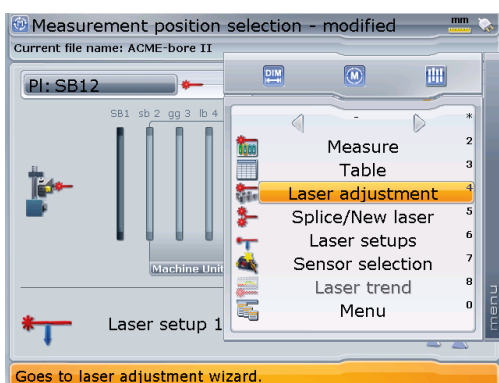 Measurement position selection - modified
mm
Current file name: ACME-bore II
Pl: SB12
DIM
M
SB1 sb 2 gg 3 lb 4
- *
Measure 2
Table 3
Laser adjustment 4
Splice/New laser 5
Laser setups 6
Sensor selection 7
Laser trend 8
Menu 0
menu
Machine Unit
Laser setup 1
Goes to laser adjustment wizard.